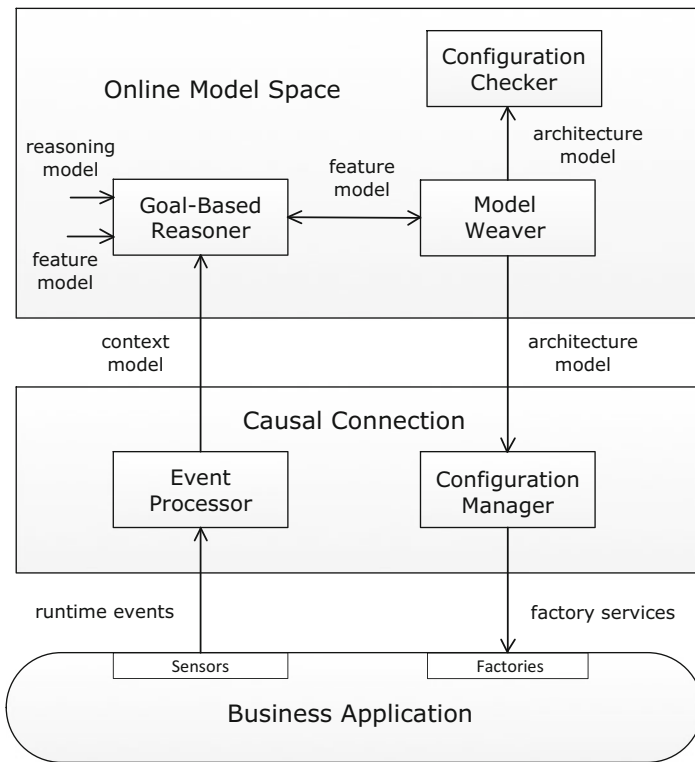 Online Model Space
Configuration
Checker
reasoning
model
feature
model
architecture
model
Goal-Based
Reasoner
Model
Weaver
feature
model
context
model
architecture
model
Causal Connection
Event
Processor
Configuration
Manager
runtime events
factory services
Sensors
Factories
Business Application